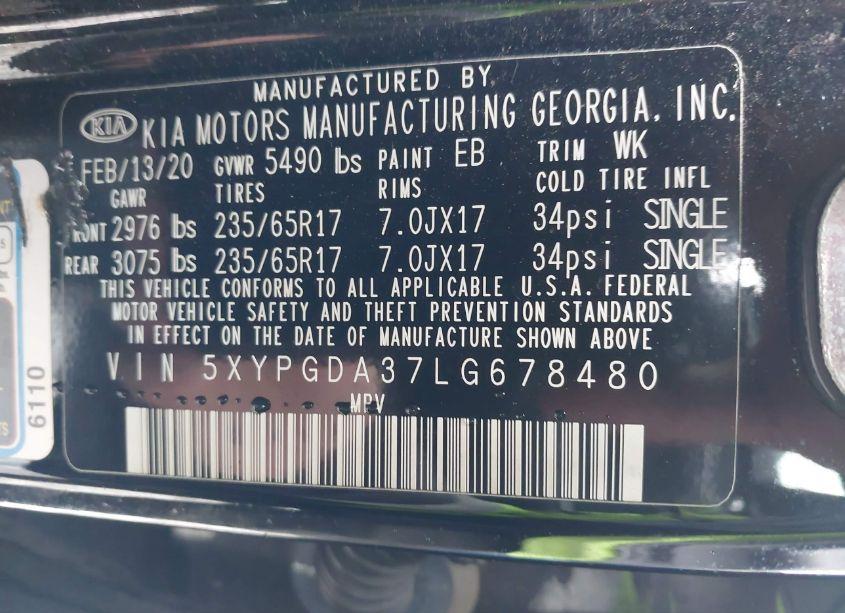 MANUFACTURED BY
KIA KIA MOTORS MANUFACTURING GEORGIA, INC.
FEB/13/20 GVWR 5490 lbs PAINT EB TRIM WK
GAWR TIRES RIMS COLD TIRE INFL
FRONT 2976 lbs 235/65R17 7.0JX17 34psi SINGLE
REAR 3075 lbs 235/65R17 7.0JX17 34psi SINGLE
THIS VEHICLE CONFORMS TO ALL APPLICABLE U.S.A. FEDERAL
MOTOR VEHICLE SAFETY AND THEFT PREVENTION STANDARDS
IN EFFECT ON THE DATE OF MANUFACTURE SHOWN ABOVE
VIN 5XYPGDA37LG678480
MPV
6110